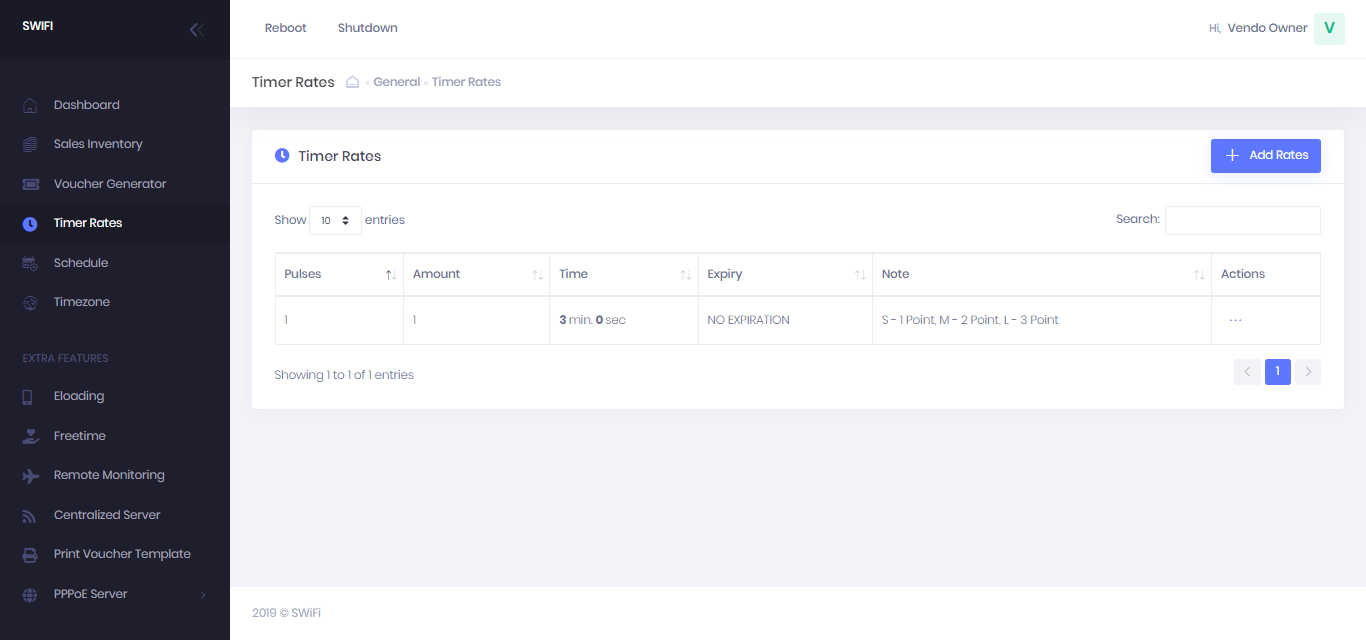 SWIFI
Reboot Shutdown
Hi, Vendo Owner V
Timer Rates General Timer Rates
Dashboard
Sales Inventory
Voucher Generator
Timer Rates
Schedule
Timezone
EXTRA FEATURES
Eloading
Freetime
Remote Monitoring
Centralized Server
Print Voucher Template
PPPoE Server
Timer Rates
Add Rates
Show 10 entries
Search:
Pulses Amount Time Expiry Note Actions
1 1 3 min. 0 sec NO EXPIRATION S - 1 Point, M - 2 Point, L - 3 Point ...
Showing 1 to 1 of 1 entries
1
2019 © SWiFi